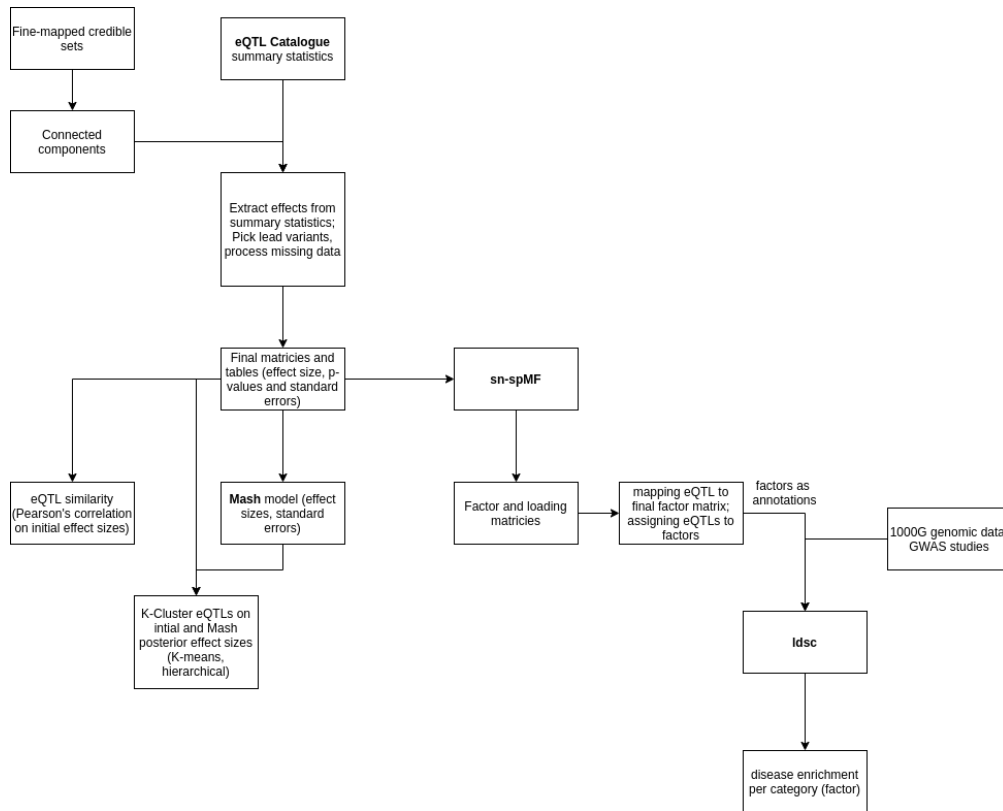 Fine-mapped credible
sets
eQTL Catalogue
summary statistics
Connected
components
Extract effects from
summary statistics;
Pick lead variants,
process missing data
Final matricies and
tables (effect size, p-
values and standard
errors)
sn-spMF
eQTL similarity
(Pearson's correlation
on initial effect sizes)
Mash model (effect
sizes, standard errors)
Factor and loading
matricies
mapping eQTL to
final factor matrix;
assigning eQTLs to
factors
factors as
annotations
1000G genomic data
GWAS studies
K-Cluster eQTLs on
intial and Mash
posterior effect sizes
(K-means,
hierarchical)
ldsc
disease enrichment
per category (factor)